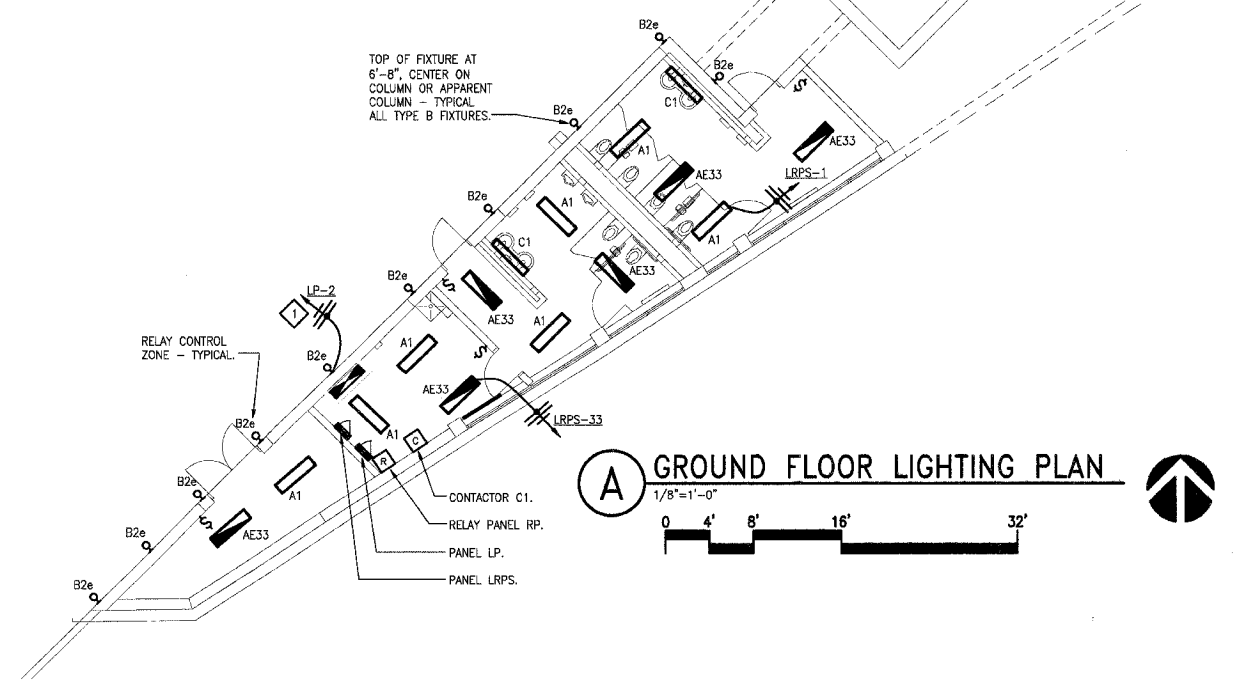 B2e
B2e
TOP OF FIXTURE AT
6'-8", CENTER ON
COLUMN OR APPARENT
COLUMN - TYPICAL
ALL TYPE B FIXTURES.
B2e
C1
A1
AE33
AE33
LRPS-1
B2e
A1
A1
C1
AE33
B2e
LP-2
1
AE33
A1
RELAY CONTROL
ZONE - TYPICAL.
B2e
A1
AE33
LRPS-33
B2e
A1
C
R
B2e
A1
AE33
B2e
B2e
CONTACTOR C1.
RELAY PANEL RP.
PANEL LP.
PANEL LRPS.
A
GROUND FLOOR LIGHTING PLAN
1/8"=1'-0"
0 4' 8' 16' 32'